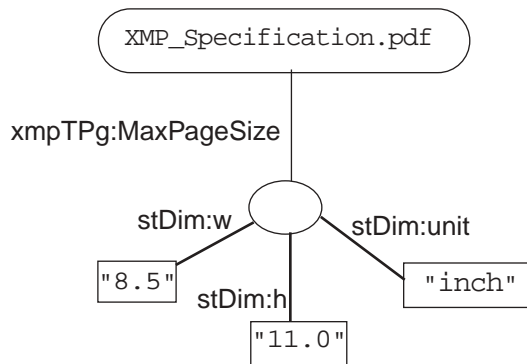 XMP_Specification.pdf
xmpTPg:MaxPageSize
stDim:w
stDim:unit
"8.5"
stDim:h
"inch"
"11.0"